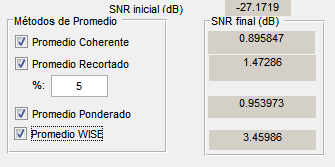 SNR inicial (dB) -27.1719
Métodos de Promedio SNR final (dB)
Promedio Coherente 0.895847
Promedio Recortado 1.47286
%: 5
Promedio Ponderado 0.953973
Promedio WISE 3.45986